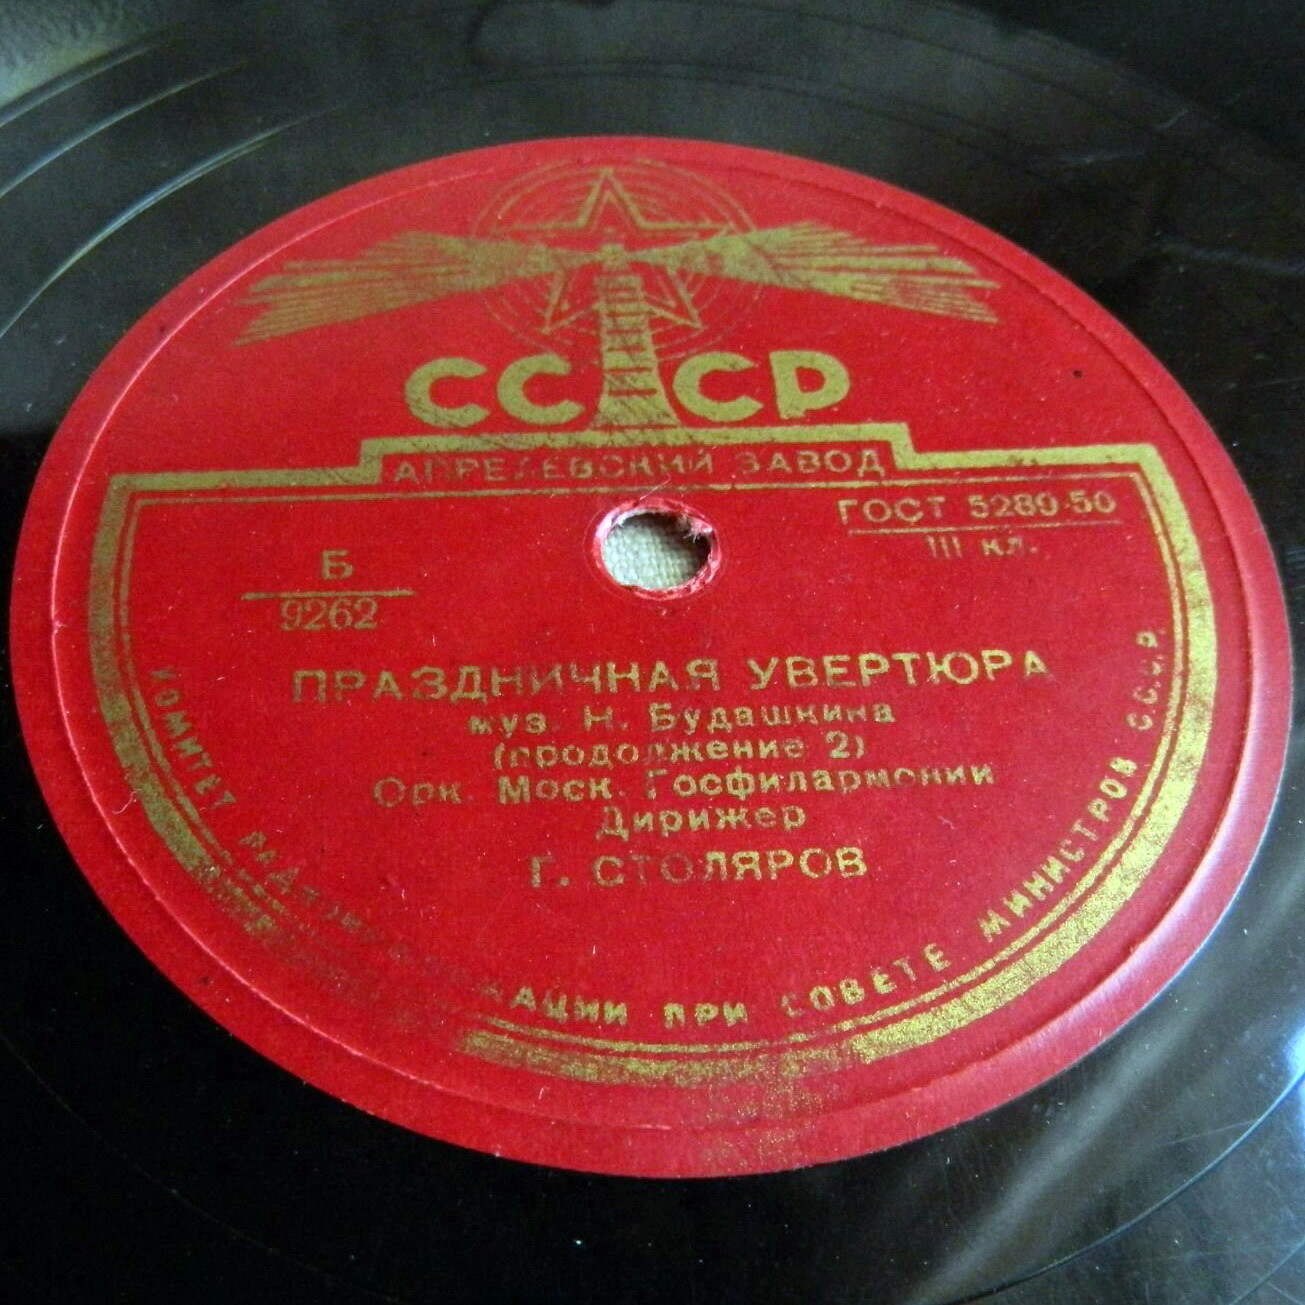 СССР
АПРЕЛЕВСКИЙ ЗАВОД
ГОСТ 5289-50
III кл.
Б
9262
ПРАЗДНИЧНАЯ УВЕРТЮРА
муз. Н. Будашкина
(продолжение 2)
Орк. Моск. Госфилармонии
Дирижер
Г. СТОЛЯРОВ
КОМИТЕТ РАДИОИНФОРМАЦИИ ПРИ СОВЕТЕ МИНИСТРОВ С.С.С.Р.